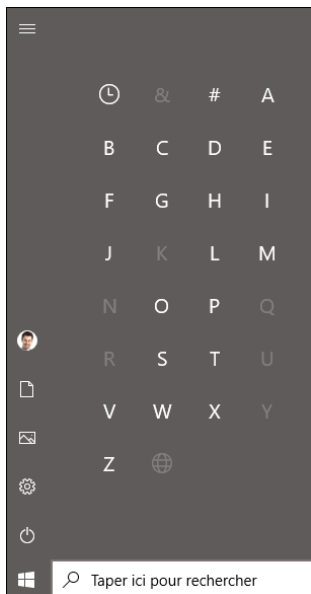 & # A
B C D E
F G H I
J K L M
N O P Q
R S T U
V W X Y
Z
Taper ici pour rechercher